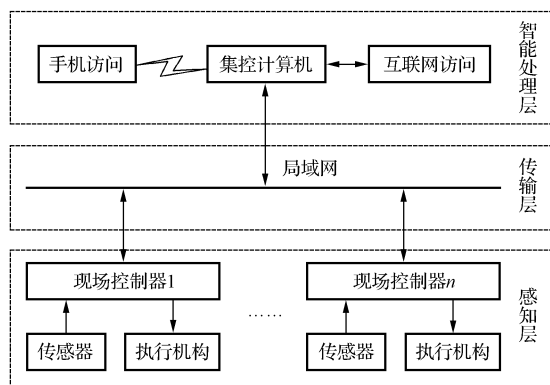 手机访问
集控计算机
互联网访问
智能处理层
局域网
传输层
现场控制器1
现场控制器n
……
传感器
执行机构
传感器
执行机构
感知层